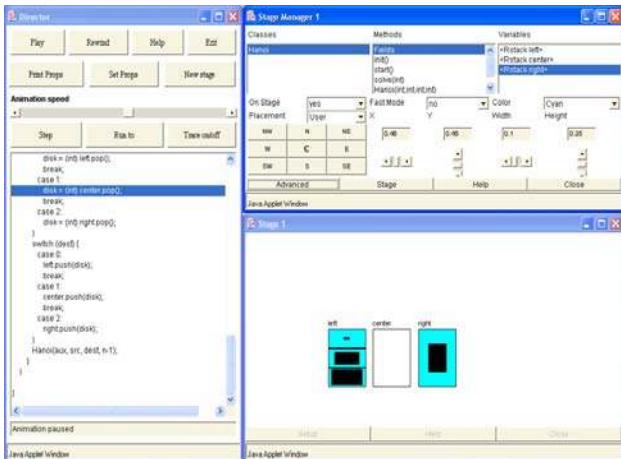 Director
Play Rewind Help Exit
Print Props Set Props New stage
Animation speed
Step Run to Trace on/off
disk = (int) left.pop();
break;
case 1:
disk = (int) center.pop();
break;
case 2:
disk = (int) right.pop();
}
switch (dest) {
case 0:
left.push(disk);
break;
case 1:
center.push(disk);
break;
case 2:
right.push(disk);
}
Hanoi(aux, src, dest, n-1);
}
}
}
Animation paused
Java Applet Window
Stage Manager 1
Classes Methods Variables
Hanoi Fields <Rstack left>
init() <Rstack center>
start() <Rstack right>
solve(int)
Hanoi(int,int,int,int)
On Stage yes Fast Mode no Color Cyan
Placement User X Y Width Height
NW N NE 0.46 0.46 0.1 0.35
W C E
SW S SE
Advanced Stage Help Close
Java Applet Window
Stage 1
left center right
Setup Help Close
Java Applet Window